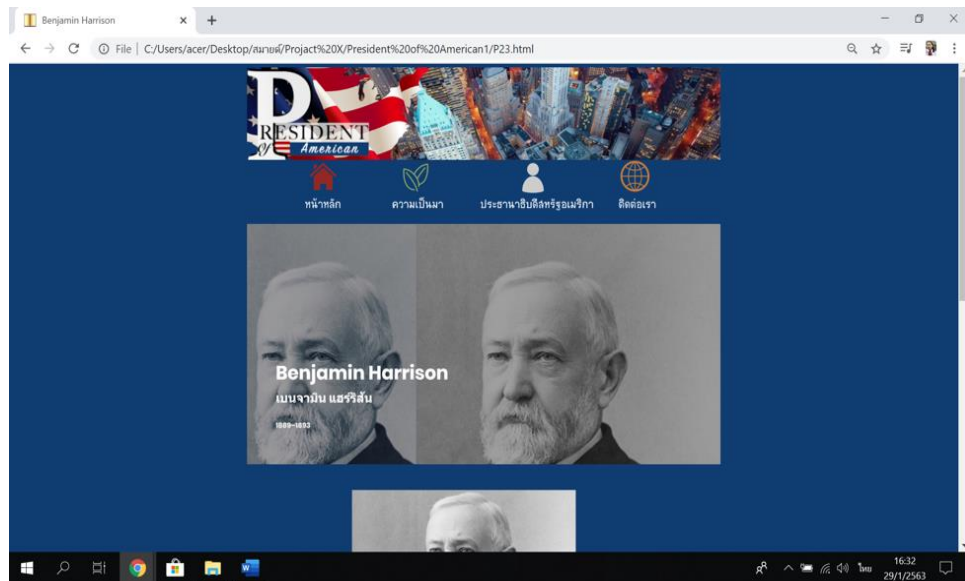 Benjamin Harrison
File | C:/Users/acer/Desktop/สมายด์/Projact%20X/President%20of%20American1/P23.html
PRESIDENT
of American
หน้าหลัก ความเป็นมา ประธานาธิบดีสหรัฐอเมริกา ติดต่อเรา
Benjamin Harrison
เบนจามิน แฮร์ริสัน
1889-1893
16:32
ไทย
29/1/2563